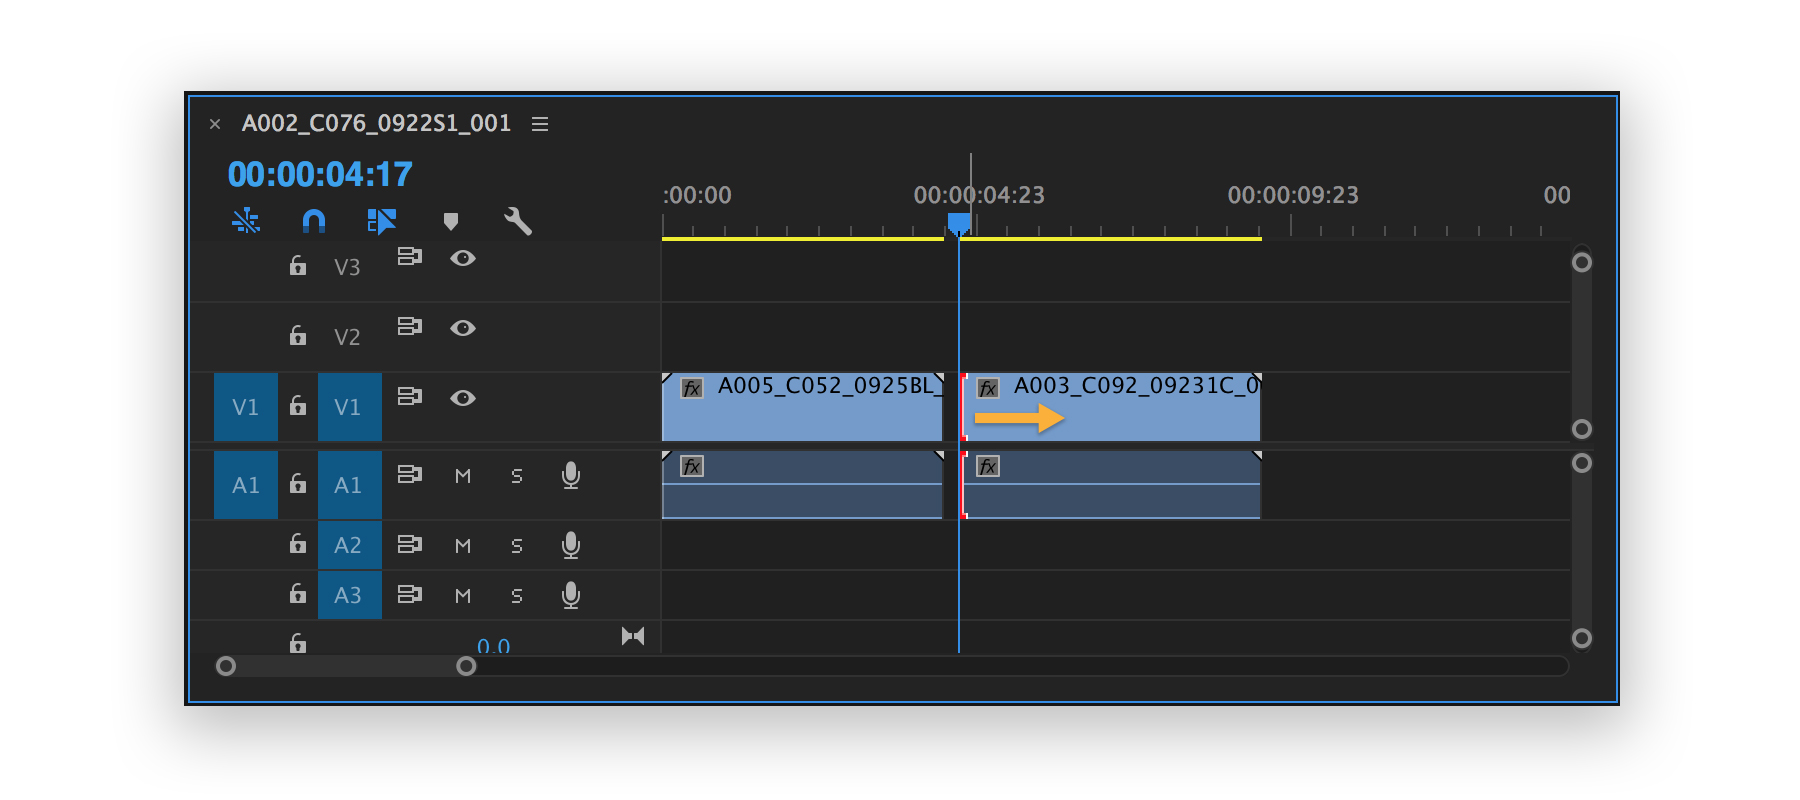 × A002_C076_0922S1_001
00:00:04:17
:00:00 00:00:04:23 00:00:09:23 00
V3
V2
V1 V1 fx A005_C052_0925BL_ fx A003_C092_09231C_0
A1 A1 M S fx fx
A2 M S
A3 M S
0.0